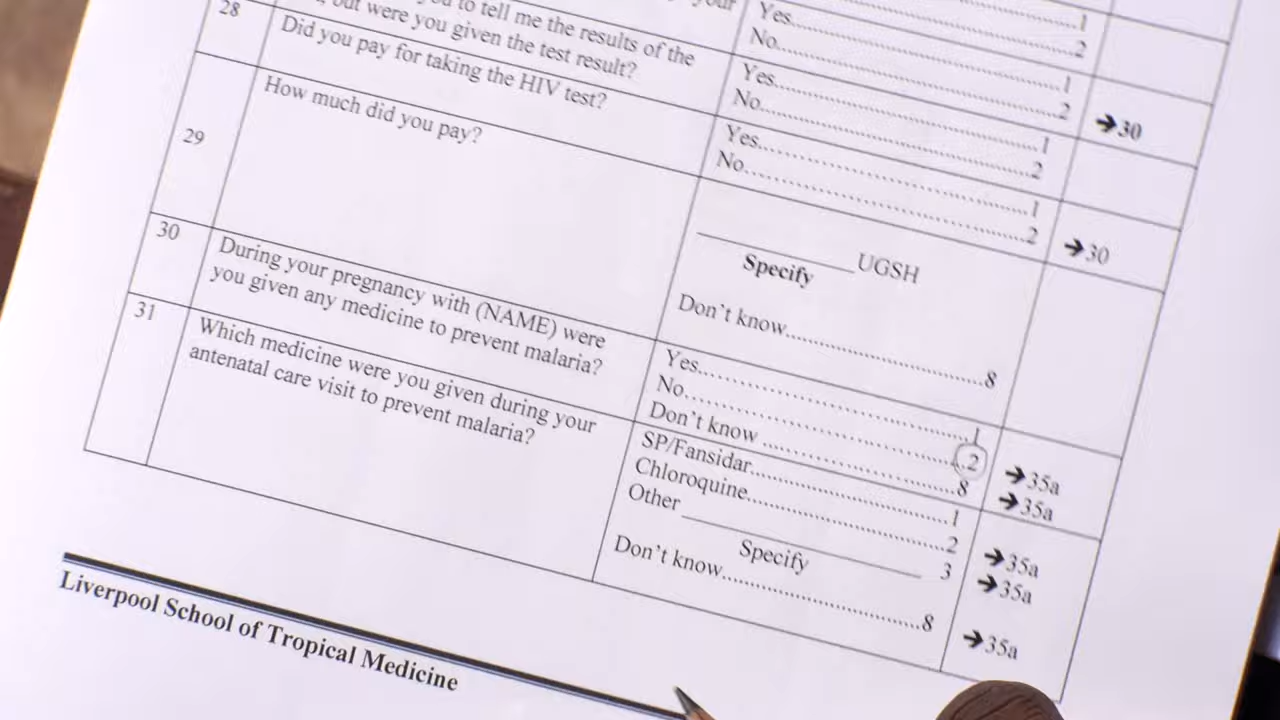 your
Yes.....1
No.....2
to tell me the results of the
but were you given the test result?
Yes.....1
No.....2
→30
28
Did you pay for taking the HIV test?
Yes.....1
No.....2
1
2
→30
29
How much did you pay?
UGSH
Specify
Don't know.....8
30
During your pregnancy with (NAME) were
you given any medicine to prevent malaria?
Yes.....1
No.....2
Don't know.....8
→35a
→35a
31
Which medicine were you given during your
antenatal care visit to prevent malaria?
SP/Fansidar.....1
Chloroquine.....2
Other 3
Specify
Don't know.....8
→35a
→35a
→35a
Liverpool School of Tropical Medicine